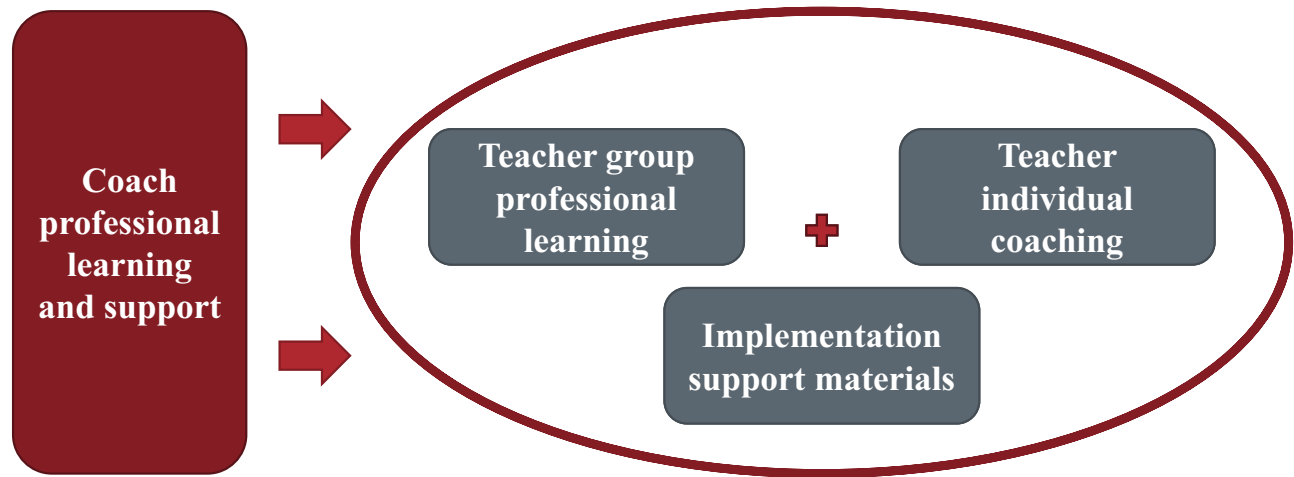 Coach
professional
learning
and support
Teacher group
professional
learning
Teacher
individual
coaching
Implementation
support materials